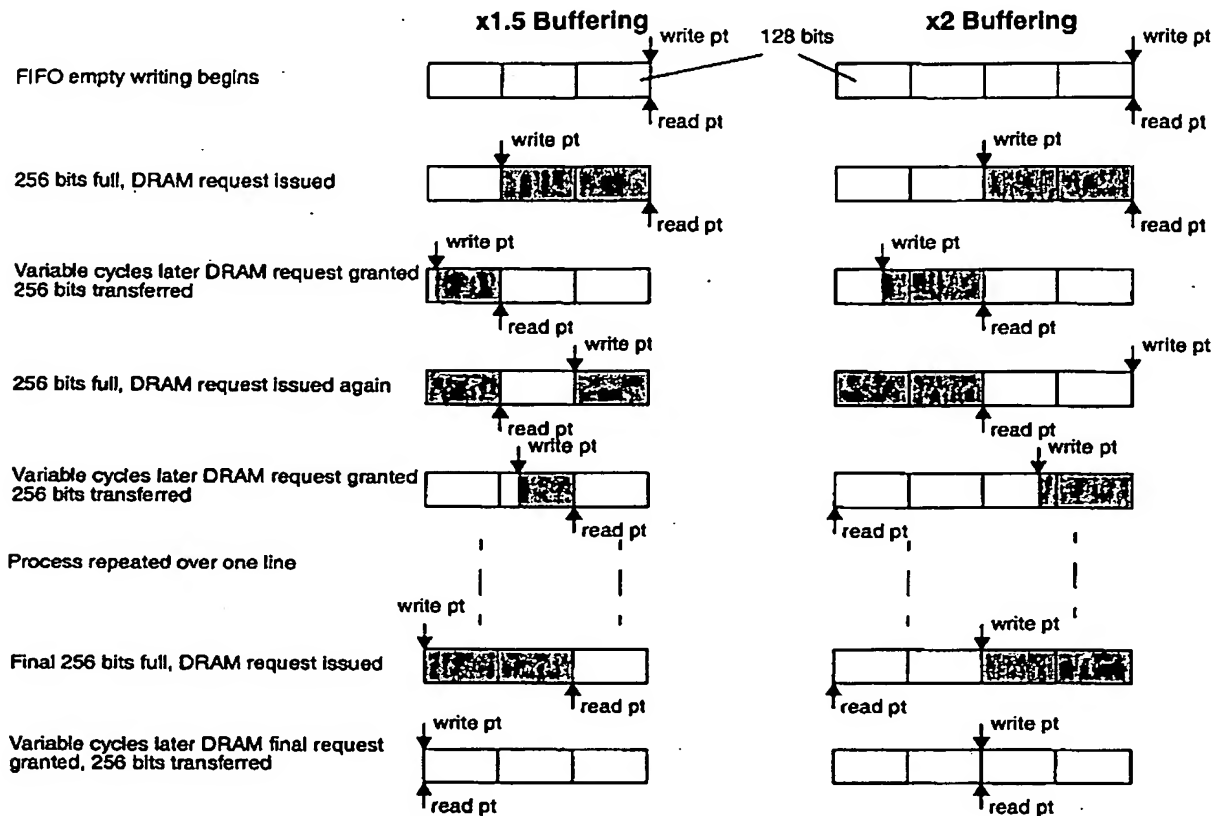 x1.5 Buffering
x2 Buffering
write pt
128 bits
write pt
FIFO empty writing begins
read pt
read pt
write pt
write pt
256 bits full, DRAM request issued
read pt
read pt
write pt
write pt
Variable cycles later DRAM request granted
256 bits transferred
read pt
read pt
write pt
write pt
256 bits full, DRAM request issued again
read pt
read pt
write pt
write pt
Variable cycles later DRAM request granted
256 bits transferred
read pt
read pt
Process repeated over one line
write pt
write pt
Final 256 bits full, DRAM request issued
read pt
read pt
write pt
write pt
Variable cycles later DRAM final request
granted, 256 bits transferred
read pt
read pt